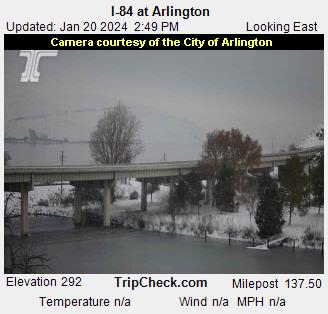 I-84 at Arlington
Updated: Jan 20 2024 2:49 PM Looking East
Camera courtesy of the City of Arlington
Elevation 292 TripCheck.com Milepost 137.50
Temperature n/a Wind n/a MPH n/a